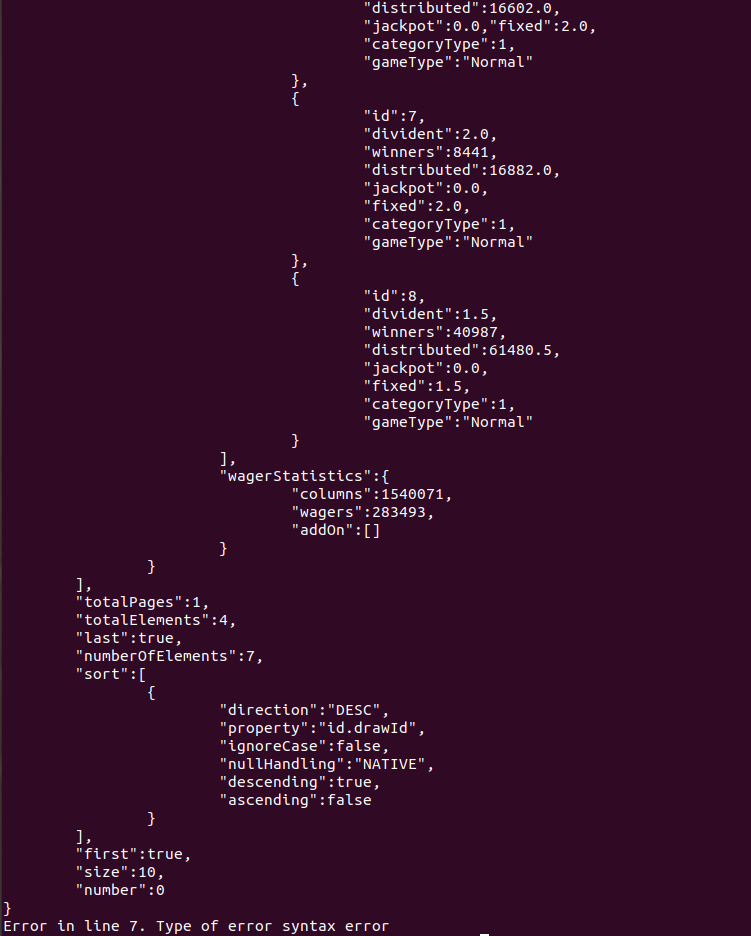 "distributed":16602.0,
"jackpot":0.0,"fixed":2.0,
"categoryType":1,
"gameType":"Normal"
},
{
"id":7,
"divident":2.0,
"winners":8441,
"distributed":16882.0,
"jackpot":0.0,
"fixed":2.0,
"categoryType":1,
"gameType":"Normal"
},
{
"id":8,
"divident":1.5,
"winners":40987,
"distributed":61480.5,
"jackpot":0.0,
"fixed":1.5,
"categoryType":1,
"gameType":"Normal"
}
],
"wagerStatistics":{
"columns":1540071,
"wagers":283493,
"addOn":[]
}
}
],
"totalPages":1,
"totalElements":4,
"last":true,
"numberOfElements":7,
"sort":[
{
"direction":"DESC",
"property":"id.drawId",
"ignoreCase":false,
"nullHandling":"NATIVE",
"descending":true,
"ascending":false
}
],
"first":true,
"size":10,
"number":0
}
Error in line 7. Type of error syntax error